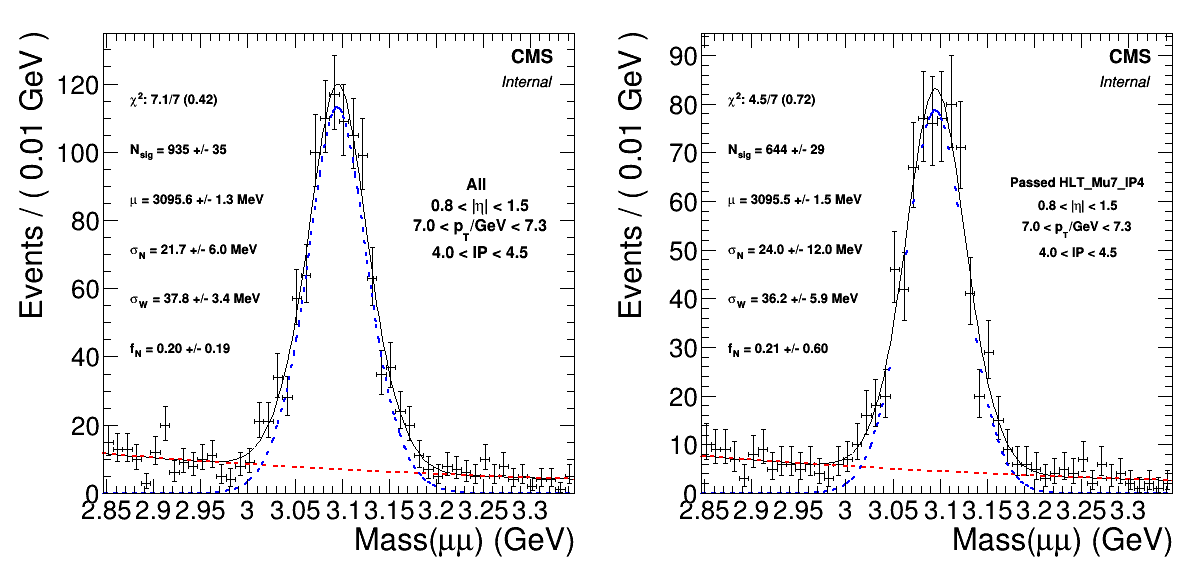 CMS
Internal
χ²: 7.1/7 (0.42)
N_sig = 935 +/- 35
μ = 3095.6 +/- 1.3 MeV
σ_N = 21.7 +/- 6.0 MeV
σ_W = 37.8 +/- 3.4 MeV
f_N = 0.20 +/- 0.19
All
0.8 < |η| < 1.5
7.0 < p_T/GeV < 7.3
4.0 < IP < 4.5
Events / ( 0.01 GeV )
120
100
80
60
40
20
0
2.85 2.9 2.95 3 3.05 3.1 3.15 3.2 3.25 3.3
Mass(μμ) (GeV)
CMS
Internal
χ²: 4.5/7 (0.72)
N_sig = 644 +/- 29
μ = 3095.5 +/- 1.5 MeV
σ_N = 24.0 +/- 12.0 MeV
σ_W = 36.2 +/- 5.9 MeV
f_N = 0.21 +/- 0.60
Passed HLT_Mu7_IP4
0.8 < |η| < 1.5
7.0 < p_T/GeV < 7.3
4.0 < IP < 4.5
Events / ( 0.01 GeV )
90
80
70
60
50
40
30
20
10
0
2.85 2.9 2.95 3 3.05 3.1 3.15 3.2 3.25 3.3
Mass(μμ) (GeV)